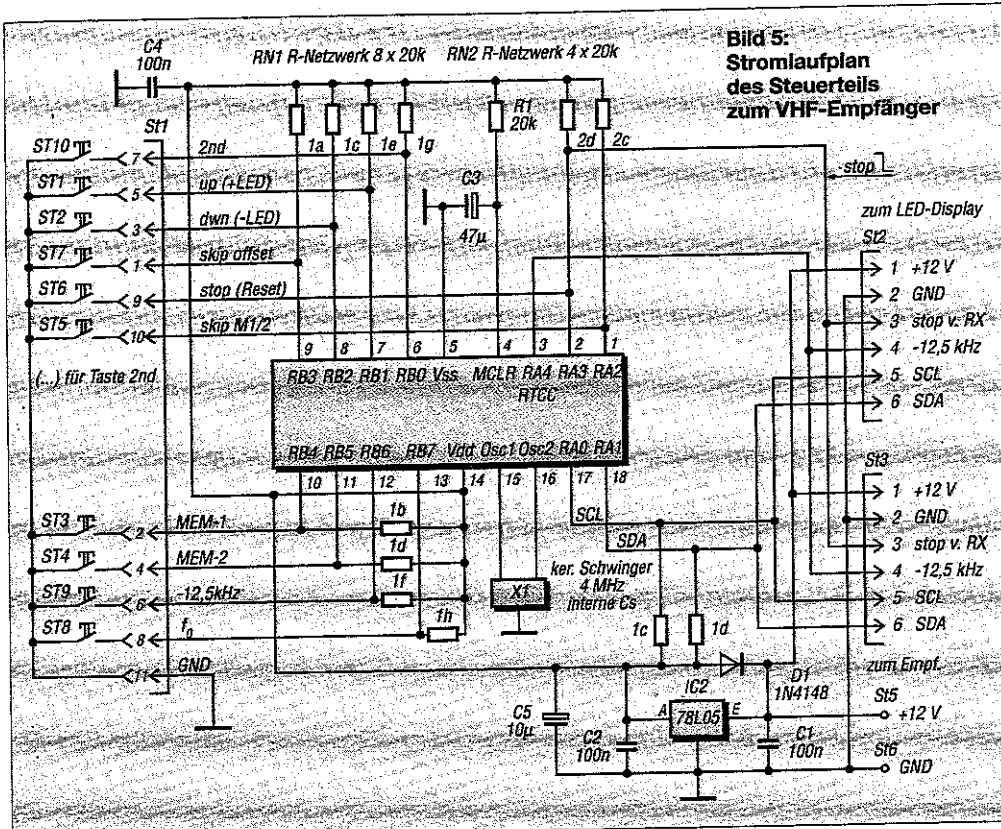 Bild 5:
Stromlaufplan
des Steuerteils
zum VHF-Empfänger
C4
100n
RN1 R-Netzwerk 8 x 20k
RN2 R-Netzwerk 4 x 20k
R1
20k
1a
1c
1e
1g
2d
2c
St1
ST10
7
2nd
ST1
5
up (+LED)
ST2
3
dwn (-LED)
ST7
1
skip offset
ST6
9
stop (Reset)
ST5
10
skip M1/2
(...) für Taste 2nd.
C3
47µ
stop
zum LED-Display
St2
1 +12 V
2 GND
3 stop v. RX
4 -12,5 kHz
5 SCL
6 SDA
9 8 7 6 5 4 3 2 1
RB3 RB2 RB1 RB0 Vss MCLR RA4 RA3 RA2
RTCC
RB4 RB5 RB6 RB7 Vdd Osc1 Osc2 RA0 RA1
10 11 12 13 14 15 16 17 18
SCL
SDA
ST3
2
MEM-1
1b
ST4
4
MEM-2
1d
ST9
6
-12,5kHz
1f
ST8
8
f0
1h
11
GND
X1
ker. Schwinger
4 MHz
interne Cs
St3
1 +12 V
2 GND
3 stop v. RX
4 -12,5 kHz
5 SCL
6 SDA
zum Empf.
1c
1d
D1
1N4148
IC2
A
78L05
E
C5
10µ
C2
100n
C1
100n
St5
+12 V
St6
GND